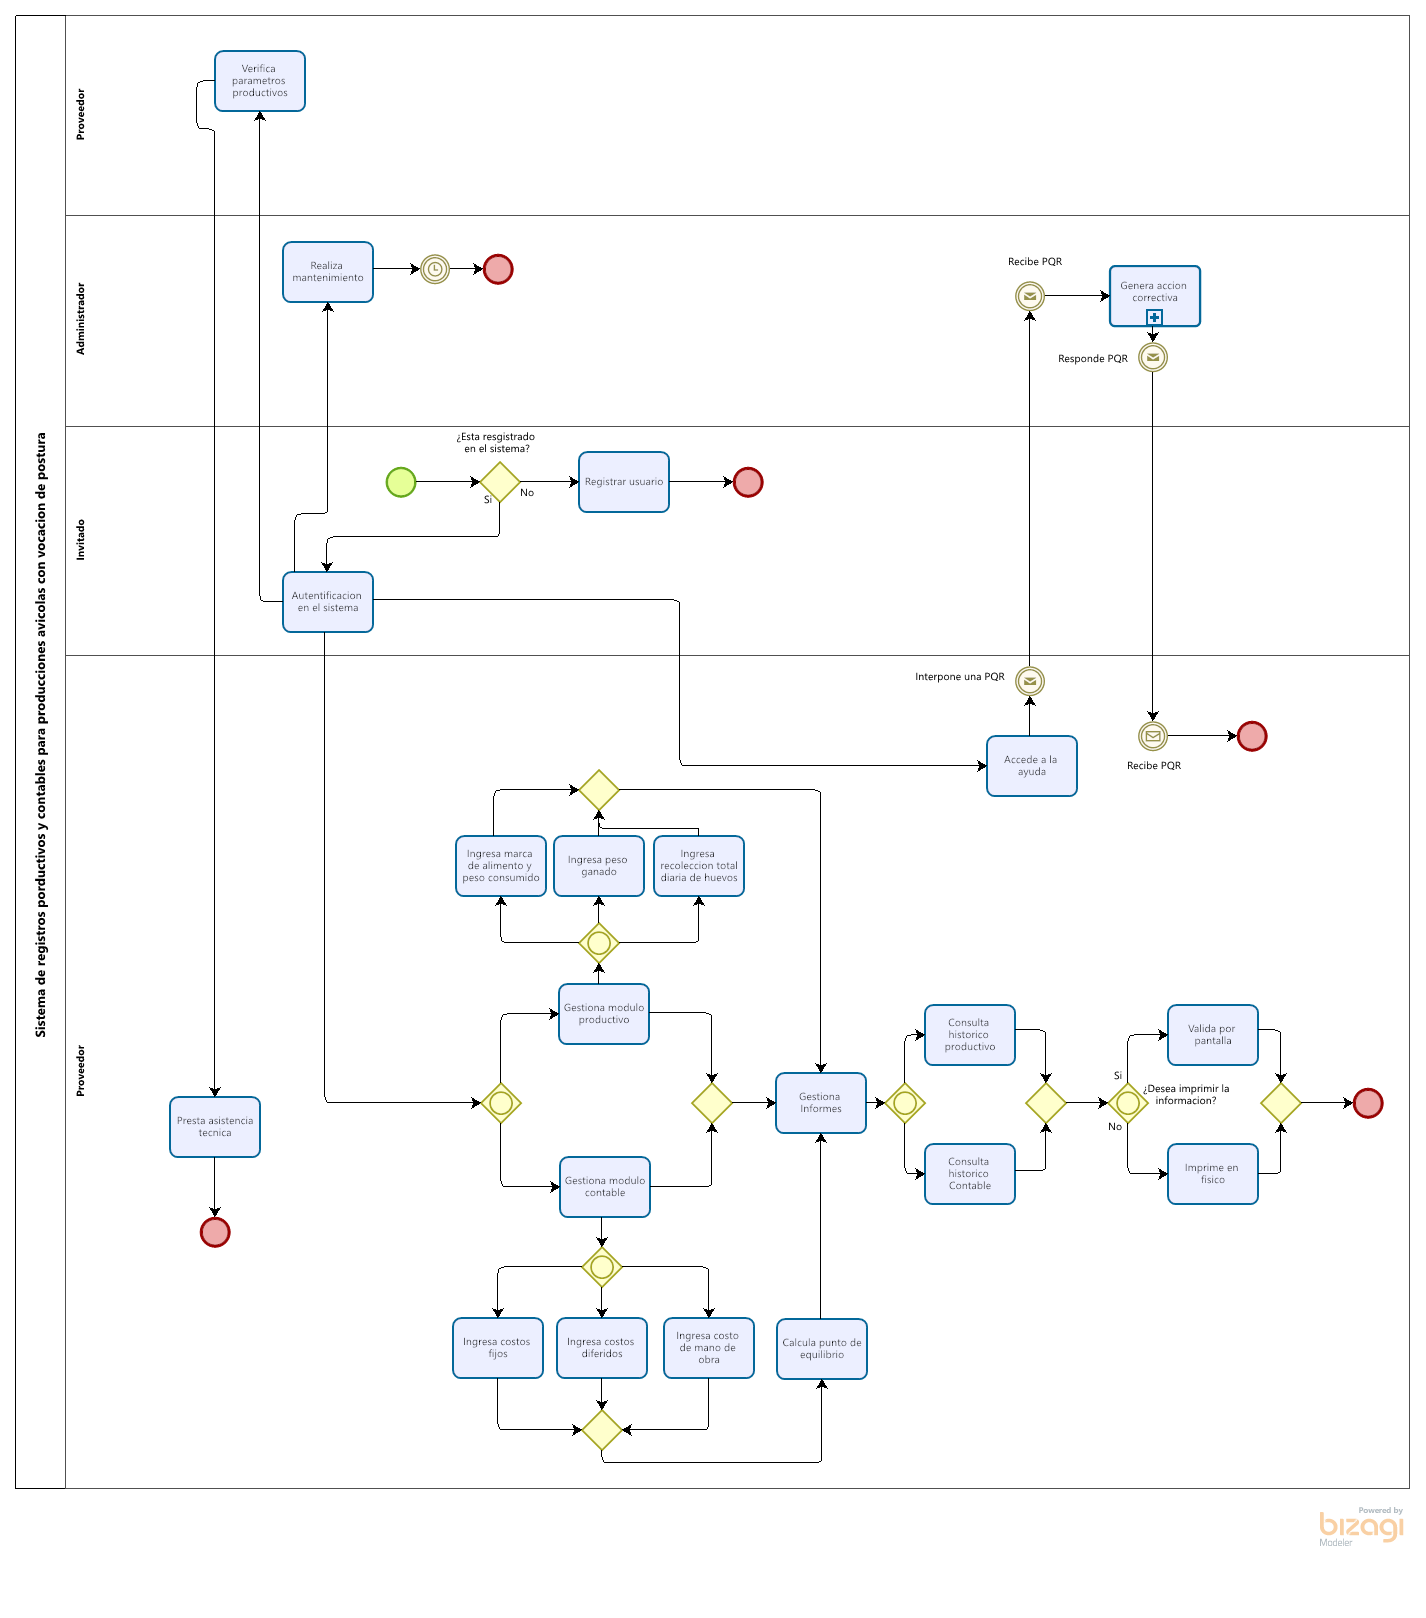 Sistema de registros porductivos y contables para producciones avicolas con vocacion de postura
Proveedor
Verifica
parametros
productivos
Administrador
Realiza
mantenimiento
Recibe PQR
Genera accion
correctiva
Responde PQR
Invitado
¿Esta resgistrado
en el sistema?
Si
No
Registrar usuario
Autentificacion
en el sistema
Proveedor
Interpone una PQR
Accede a la
ayuda
Recibe PQR
Ingresa marca
de alimento y
peso consumido
Ingresa peso
ganado
Ingresa
recoleccion total
diaria de huevos
Gestiona modulo
productivo
Consulta
historico
productivo
Valida por
pantalla
Si
¿Desea imprimir la
informacion?
No
Gestiona
Informes
Presta asistencia
tecnica
Gestiona modulo
contable
Consulta
historico
Contable
Imprime en
fisico
Ingresa costos
fijos
Ingresa costos
diferidos
Ingresa costo
de mano de
obra
Calcula punto de
equilibrio
Powered by
bizagi
Modeler